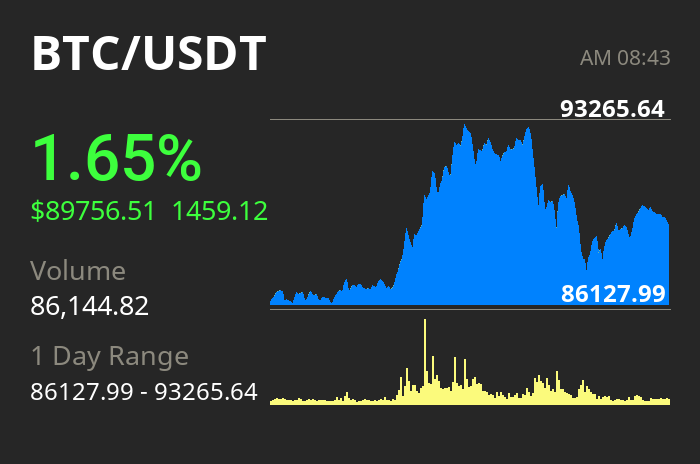 BTC/USDT
AM 08:43
93265.64
1.65%
$89756.51 1459.12
Volume
86,144.82
86127.99
1 Day Range
86127.99 - 93265.64